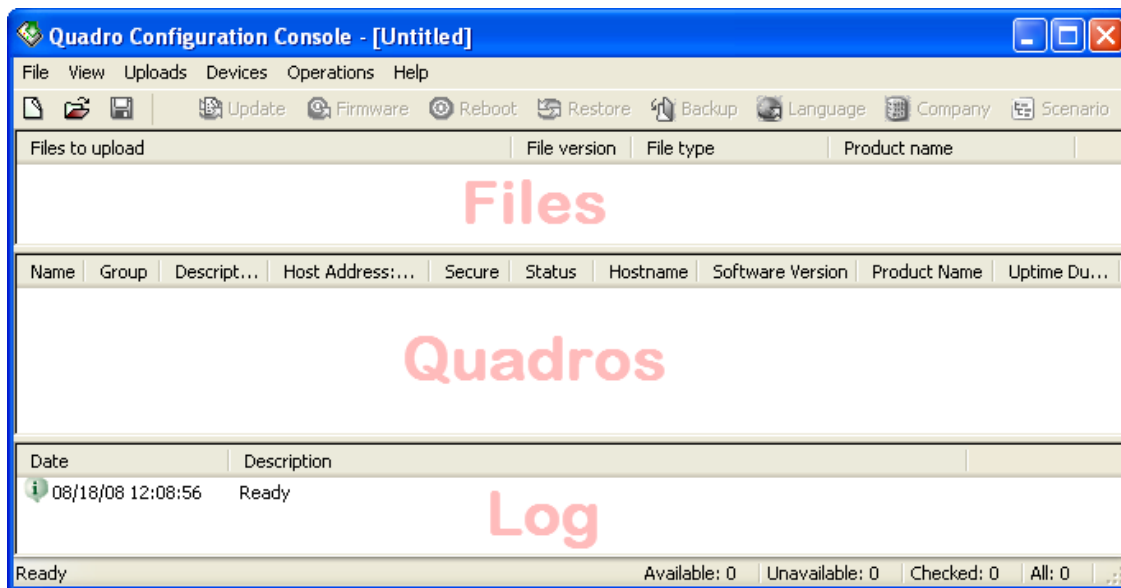 Quadro Configuration Console - [Untitled]
File View Uploads Devices Operations Help
Update Firmware Reboot Restore Backup Language Company Scenario
Files to upload File version File type Product name
Files
Name Group Descript... Host Address:... Secure Status Hostname Software Version Product Name Uptime Du...
Quadros
Date Description
08/18/08 12:08:56 Ready
Log
Ready Available: 0 Unavailable: 0 Checked: 0 All: 0